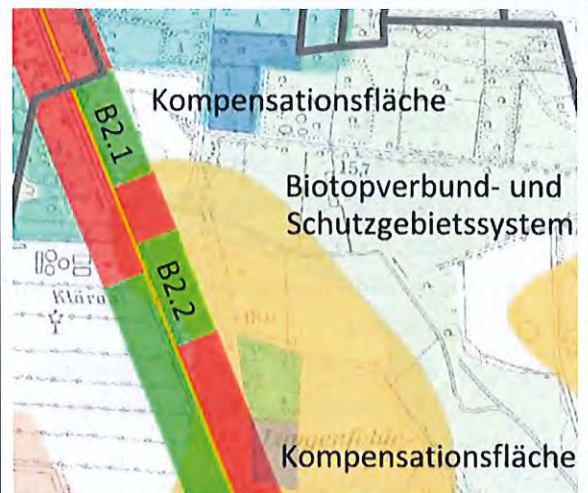 Kompensationsfläche
B2.1
15,7
Biotopverbund- und
Schutzgebietssystem
B2.2
Kompensationsfläche